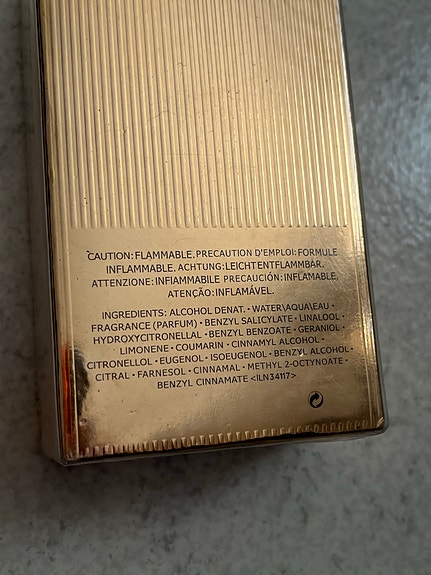 CAUTION:FLAMMABLE.PRECAUTION D'EMPLOI:FORMULE
INFLAMMABLE. ACHTUNG:LEICHTENTFLAMMBAR.
ATTENZIONE:INFIAMMABILE PRECAUCIÓN:INFLAMABLE.
ATENÇÃO:INFLAMÁVEL.
INGREDIENTS: ALCOHOL DENAT. • WATER\AQUA\EAU •
FRAGRANCE (PARFUM) • BENZYL SALICYLATE • LINALOOL •
HYDROXYCITRONELLAL • BENZYL BENZOATE • GERANIOL •
LIMONENE • COUMARIN • CINNAMYL ALCOHOL •
CITRONELLOL • EUGENOL • ISOEUGENOL • BENZYL ALCOHOL •
CITRAL • FARNESOL • CINNAMAL • METHYL 2-OCTYNOATE •
BENZYL CINNAMATE <ILN34117>